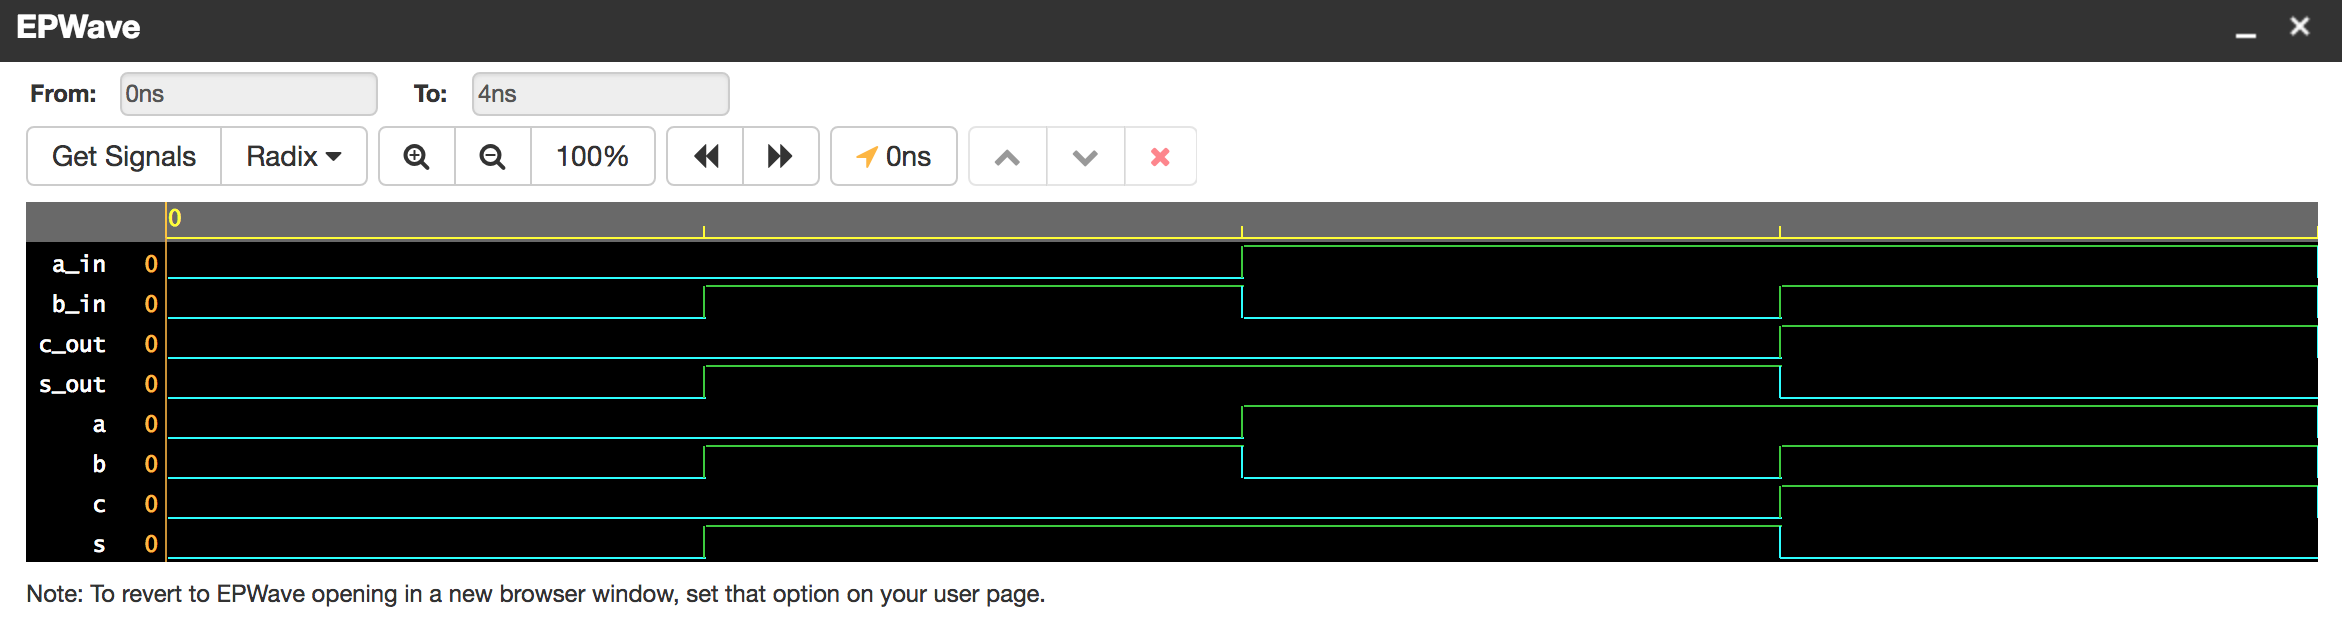 EPWave
From: 0ns To: 4ns
Get Signals Radix 100% 0ns
0
a_in 0
b_in 0
c_out 0
s_out 0
a 0
b 0
c 0
s 0
Note: To revert to EPWave opening in a new browser window, set that option on your user page.